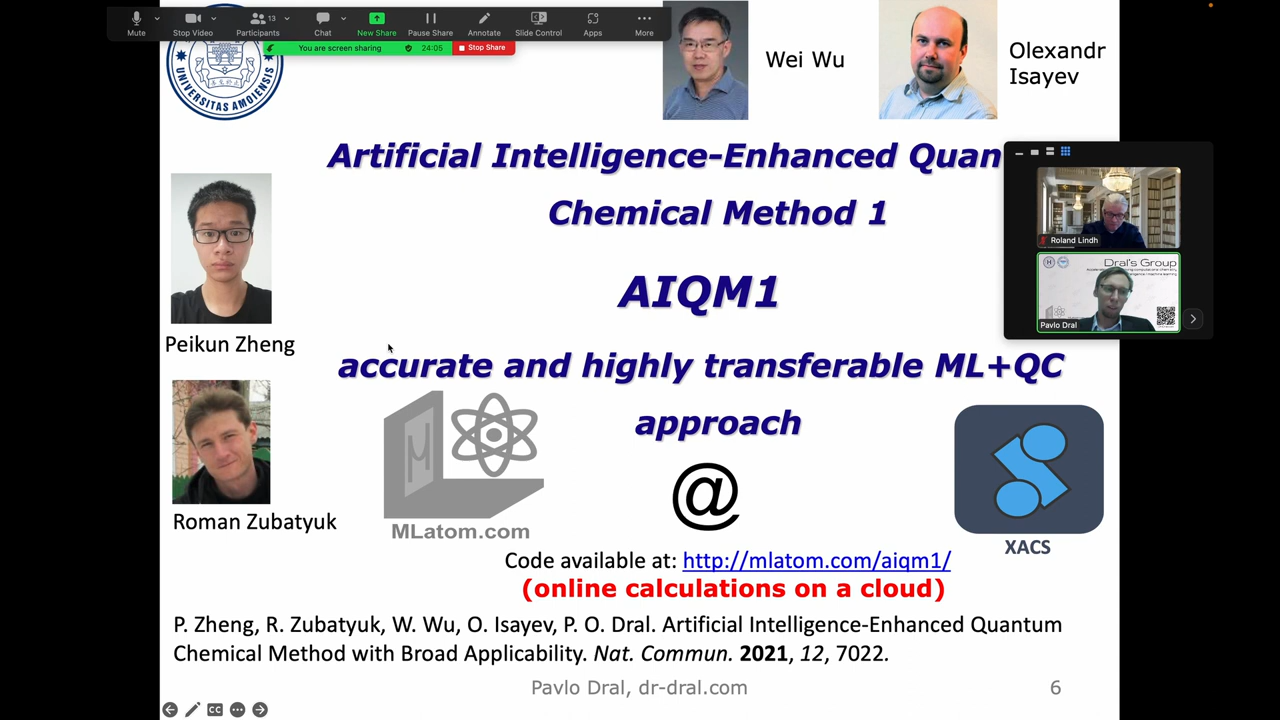 Mute
Stop Video
13
Participants
Chat
New Share
Pause Share
Annotate
Slide Control
Apps
More
You are screen sharing
24:05
Stop Share
UNIVERSITAS AMOIENSIS
Wei Wu
Olexandr
Isayev
Artificial Intelligence-Enhanced Quan
Chemical Method 1
AIQM1
accurate and highly transferable ML+QC
approach
Roland Lindh
Dral's Group
Pavlo Dral
Peikun Zheng
Roman Zubatyuk
MLatom.com
@
XACS
Code available at: http://mlatom.com/aiqm1/
(online calculations on a cloud)
P. Zheng, R. Zubatyuk, W. Wu, O. Isayev, P. O. Dral. Artificial Intelligence-Enhanced Quantum
Chemical Method with Broad Applicability. Nat. Commun. 2021, 12, 7022.
Pavlo Dral, dr-dral.com
6
CC